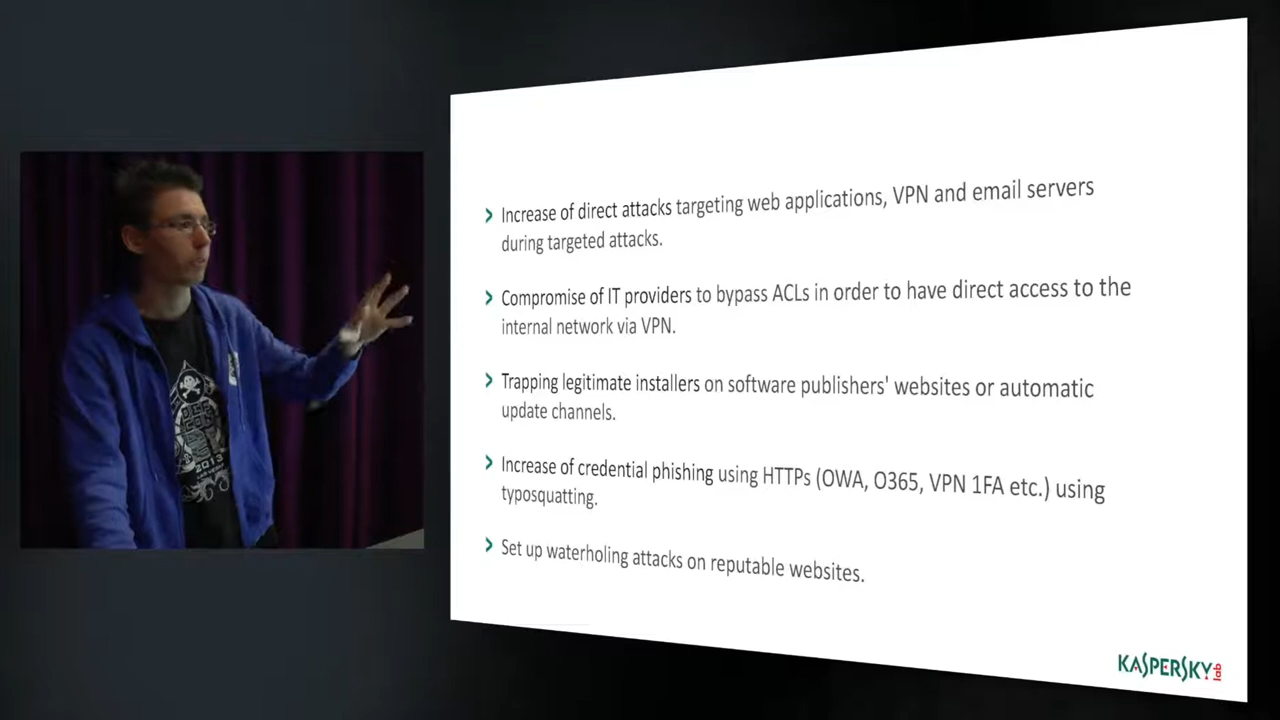 Increase of direct attacks targeting web applications, VPN and email servers
during targeted attacks.
Compromise of IT providers to bypass ACLs in order to have direct access to the
internal network via VPN.
Trapping legitimate installers on software publishers' websites or automatic
update channels.
Increase of credential phishing using HTTPs (OWA, O365, VPN 1FA etc.) using
typosquatting.
Set up waterholing attacks on reputable websites.
KASPERSKY lab
2013